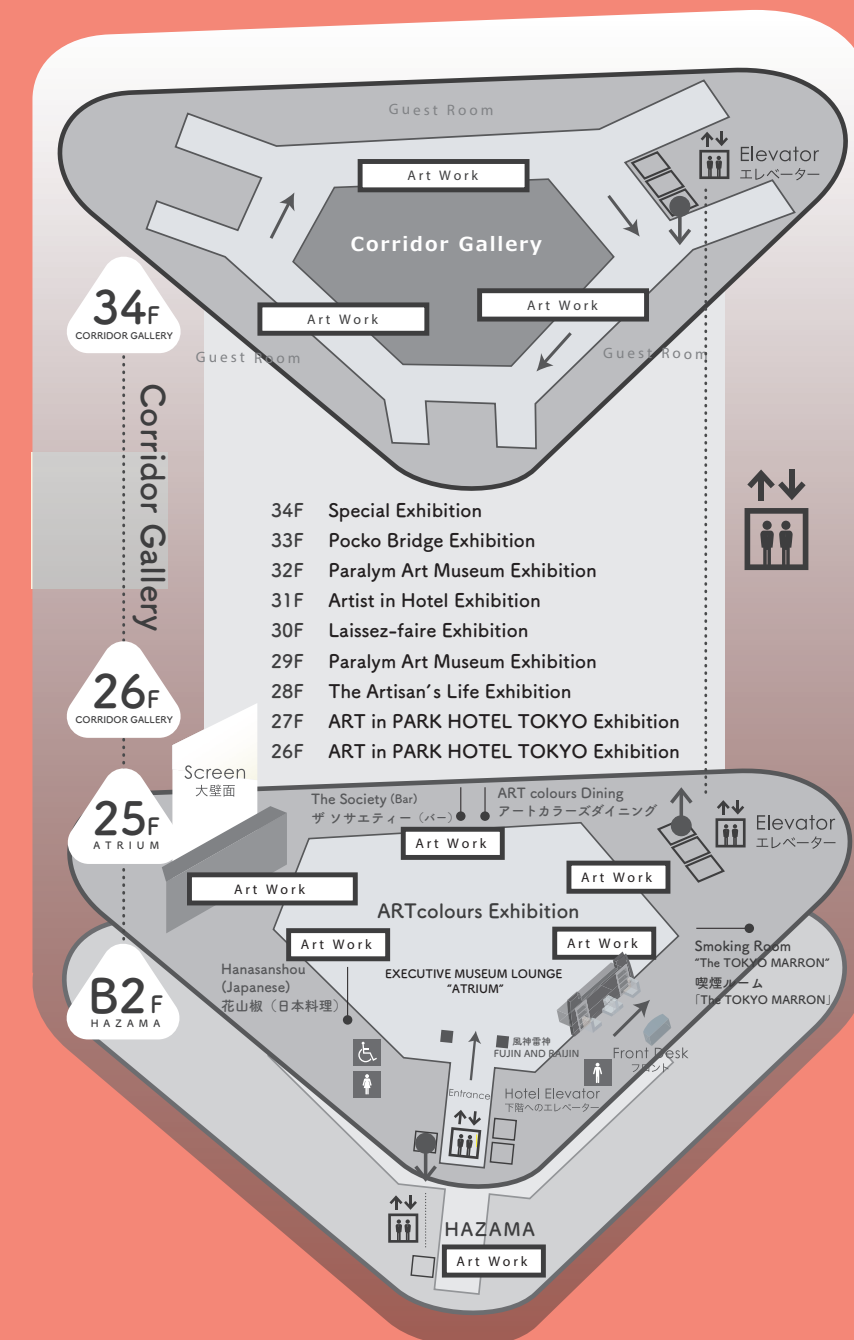 Guest Room
Art Work
Elevator
エレベーター
Corridor Gallery
Art Work
Art Work
Guest Room
Guest Room
34F
CORRIDOR GALLERY
Corridor Gallery
34F Special Exhibition
33F Pocko Bridge Exhibition
32F Paralym Art Museum Exhibition
31F Artist in Hotel Exhibition
30F Laissez-faire Exhibition
29F Paralym Art Museum Exhibition
28F The Artisan´s Life Exhibition
27F ART in PARK HOTEL TOKYO Exhibition
26F ART in PARK HOTEL TOKYO Exhibition
26F
CORRIDOR GALLERY
Screen
大壁面
The Society (Bar)
ザ ソサエティー（バー）
ART colours Dining
アートカラーズダイニング
25F
ATRIUM
Elevator
エレベーター
Art Work
Art Work
Art Work
ARTcolours Exhibition
Art Work
Art Work
Smoking Room
"The TOKYO MARRON"
喫煙ルーム
「The TOKYO MARRON」
Hanasanshou
(Japanese)
花山椒（日本料理）
EXECUTIVE MUSEUM LOUNGE
"ATRIUM"
B2F
HAZAMA
風神雷神
FUJIN AND RAIJIN
Front Desk
フロント
Entrance
Hotel Elevator
下階へのエレベーター
HAZAMA
Art Work